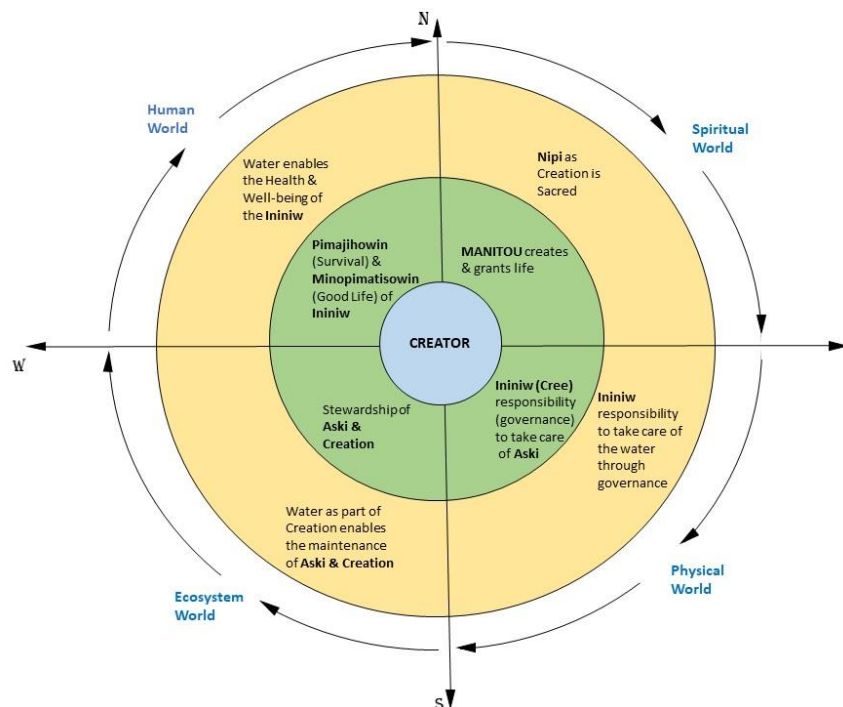 N
Human
World
Spiritual
World
Water enables
the Health &
Well-being of
the Ininiw
Nipi as
Creation is
Sacred
Pimajihowin
(Survival) &
Minopimatisowin
(Good Life) of
Ininiw
MANITOU creates
& grants life
CREATOR
W
Stewardship of
Aski &
Creation
Ininiw (Cree)
responsibility
(governance)
to take care
of Aski
Ininiw
responsibility
to take care of
the water
through
governance
Water as part of
Creation enables
the maintenance
of Aski & Creation
Ecosystem
World
Physical
World
S